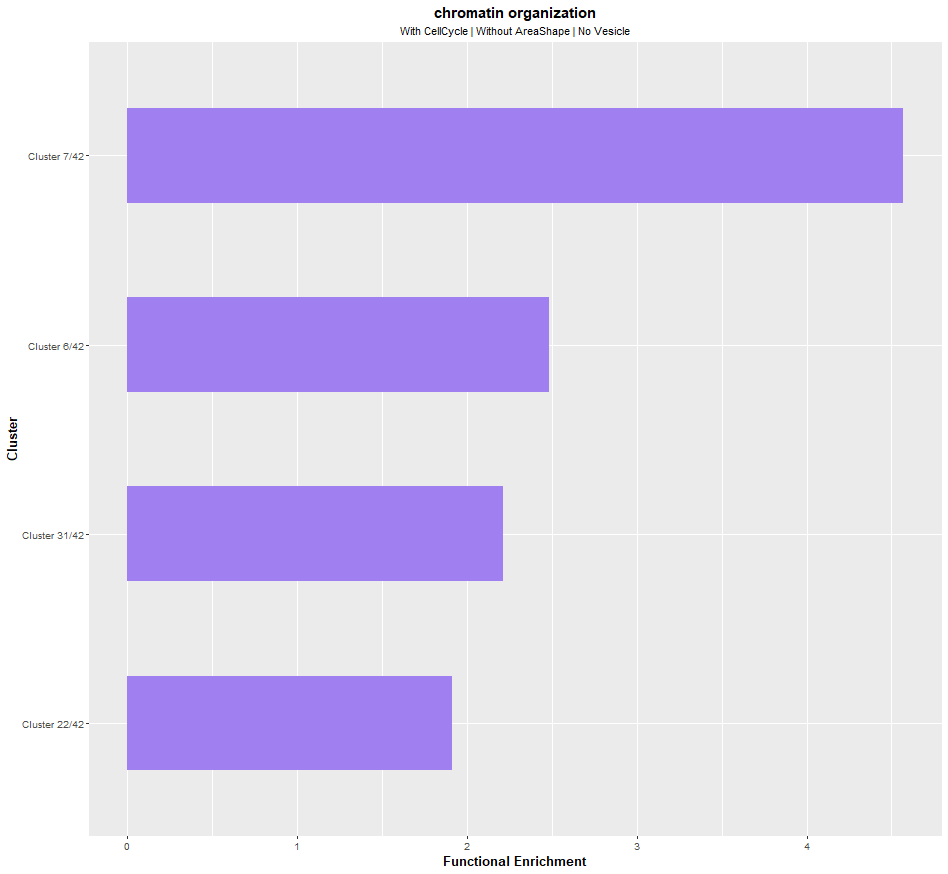 chromatin organization
With CellCycle | Without AreaShape | No Vesicle
Cluster 7/42
Cluster 6/42
Cluster 31/42
Cluster 22/42
Cluster
0 1 2 3 4
Functional Enrichment